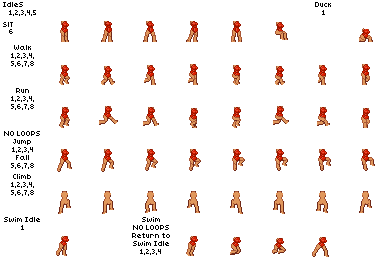 IdleS
1,2,3,4,5
Duck
1
SIT
6
Walk
1,2,3,4,
5,6,7,8
Run
1,2,3,4,
5,6,7,8
NO LOOPS
Jump
1,2,3,4
Fall
5,6,7,8
Climb
1,2,3,4,
5,6,7,8
Swim Idle
1
Swim
NO LOOPS
Return to
Swim Idle
1,2,3,4